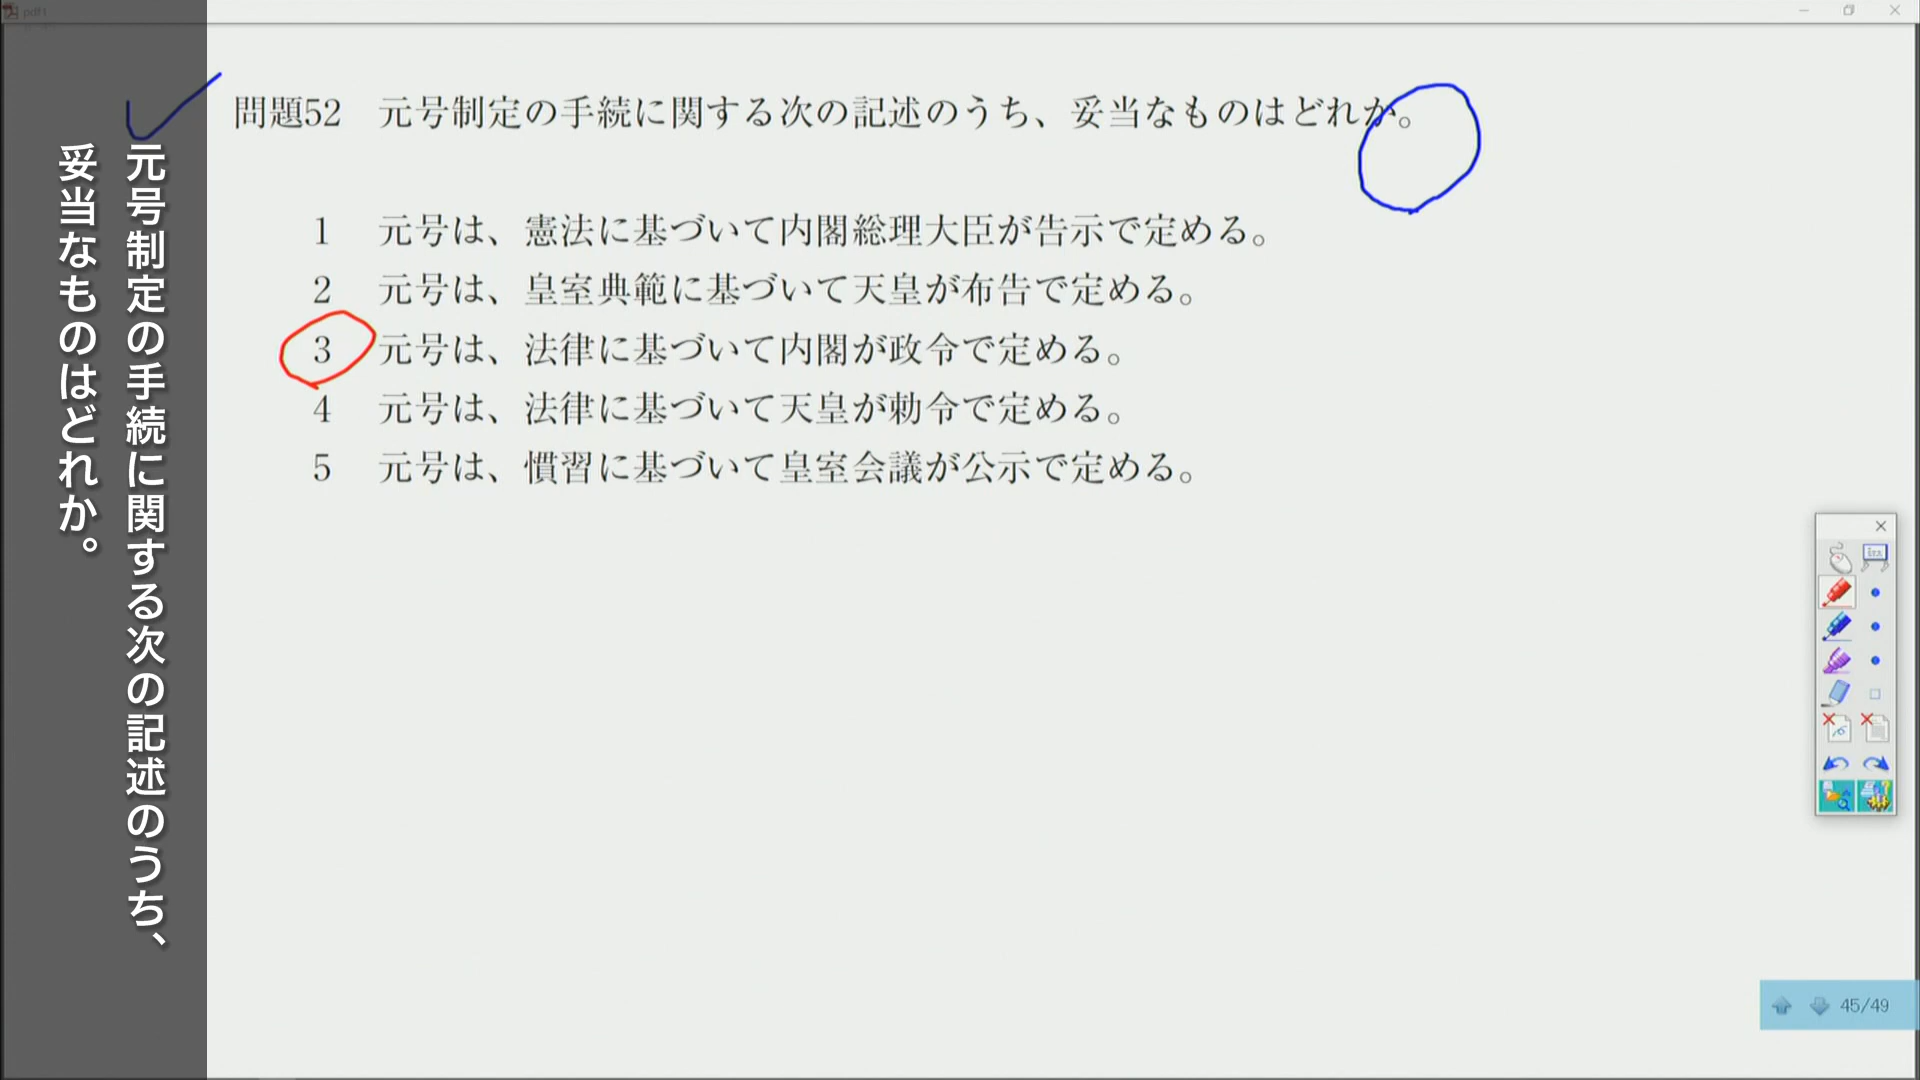 pdf1
問題52 元号制定の手続に関する次の記述のうち、妥当なものはどれか。
1 元号は、憲法に基づいて内閣総理大臣が告示で定める。
2 元号は、皇室典範に基づいて天皇が布告で定める。
3 元号は、法律に基づいて内閣が政令で定める。
4 元号は、法律に基づいて天皇が勅令で定める。
5 元号は、慣習に基づいて皇室会議が公示で定める。
元号制定の手続に関する次の記述のうち、
妥当なものはどれか。
45/49